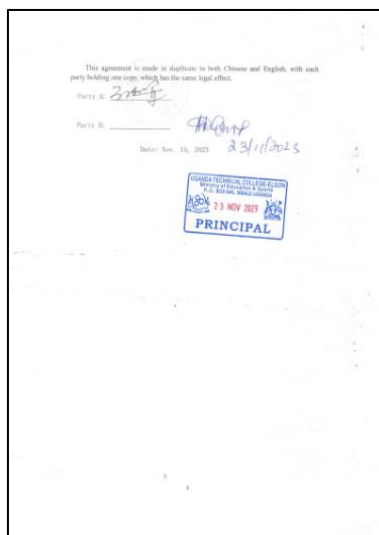 This agreement is made in duplicate in both Chinese and English, with each
party holding one copy, which has the same legal effect.
Party A:
Party B:
Date: Nov. 23, 2023 23/11/2023
UGANDA TECHNICAL COLLEGE-ELGON
Ministry of Education & Sports
23 NOV 2023
PRINCIPAL